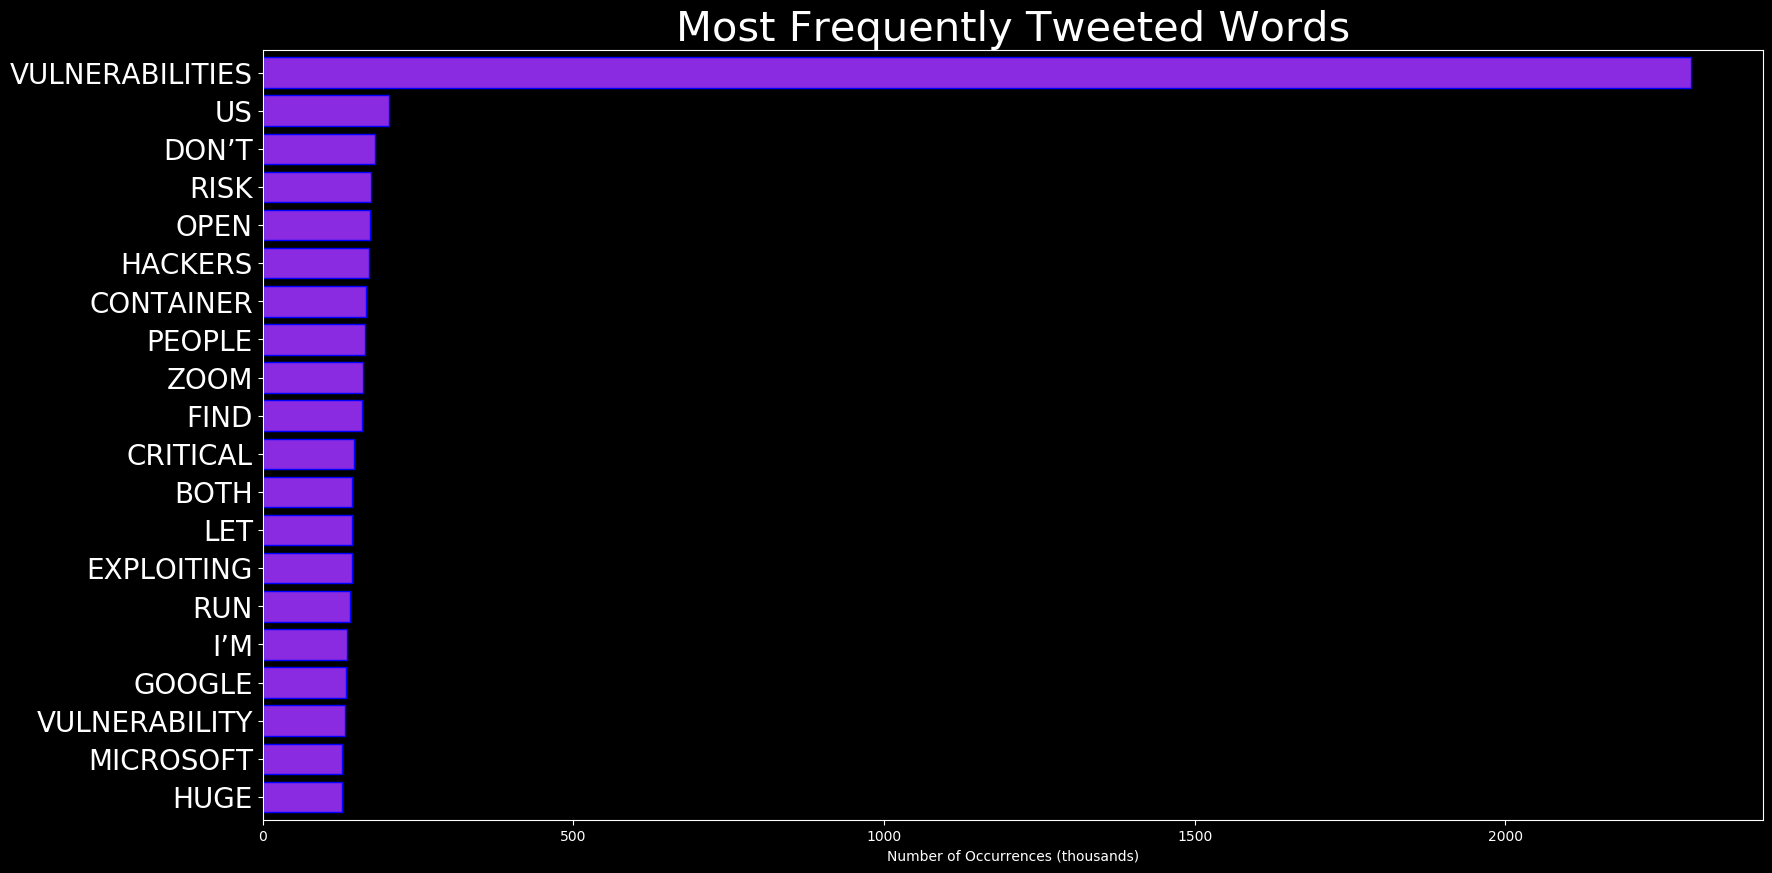 Most Frequently Tweeted Words
VULNERABILITIES
US
DON’T
RISK
OPEN
HACKERS
CONTAINER
PEOPLE
ZOOM
FIND
CRITICAL
BOTH
LET
EXPLOITING
RUN
I’M
GOOGLE
VULNERABILITY
MICROSOFT
HUGE
0 500 1000 1500 2000
Number of Occurrences (thousands)